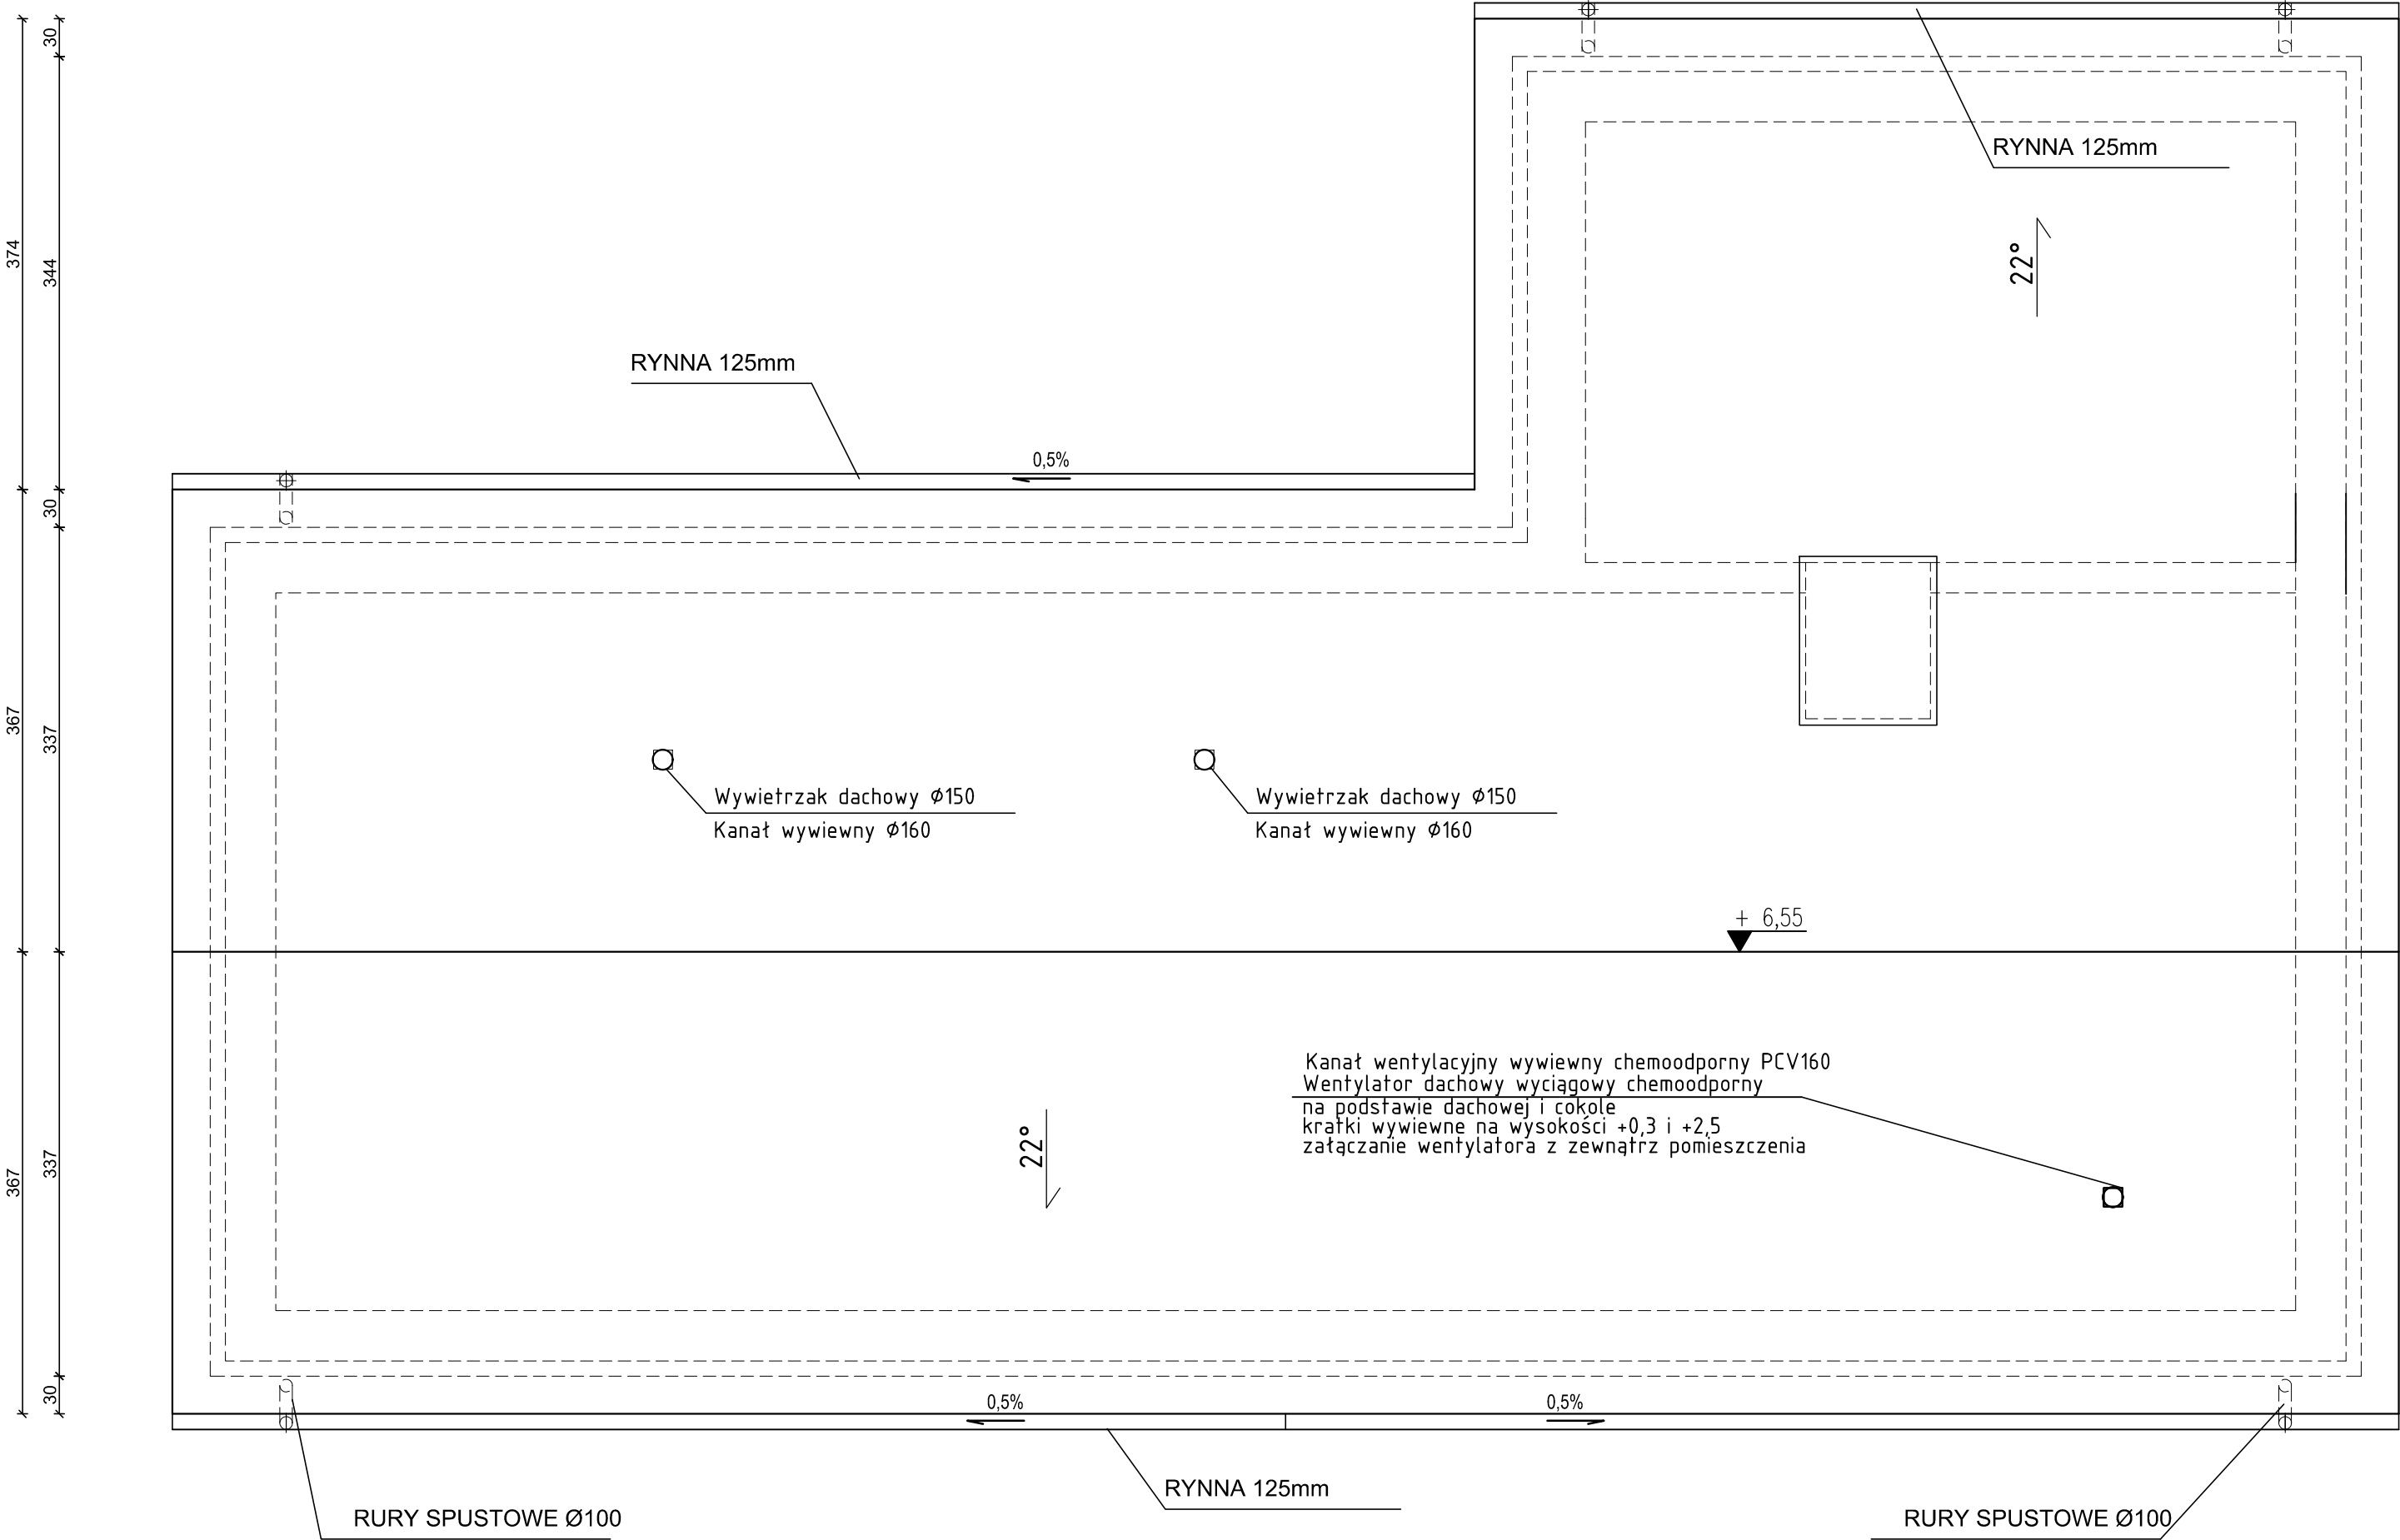 30
374
344
RYNNA 125mm
22°
RYNNA 125mm
0,5%
30
367
337
Wywietrzak dachowy Ø150
Kanał wywiewny Ø160
Wywietrzak dachowy Ø150
Kanał wywiewny Ø160
+ 6,55
Kanał wentylacyjny wywiewny chemoodporny PCV160
Wentylator dachowy wyciągowy chemoodporny
na podstawie dachowej i cokole
kratki wywiewne na wysokości +0,3 i +2,5
załączanie wentylatora z zewnątrz pomieszczenia
22°
367
337
30
0,5%
0,5%
RYNNA 125mm
RURY SPUSTOWE Ø100
RURY SPUSTOWE Ø100